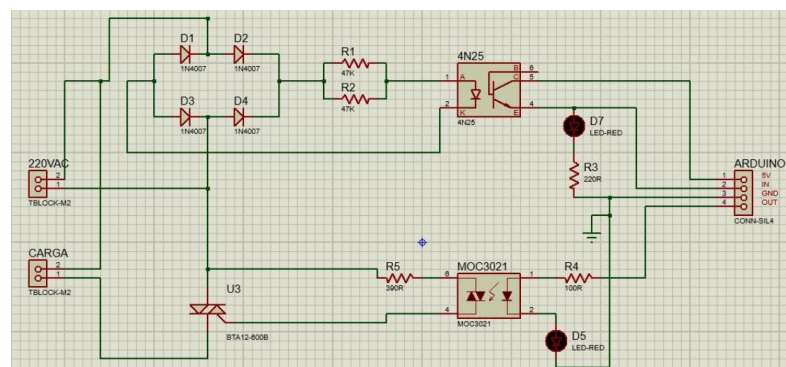 D1
1N4007
D2
1N4007
D3
1N4007
D4
1N4007
R1
47K
R2
47K
4N25
1
A
2
K
B
6
C
5
E
4
4N25
D7
LED-RED
R3
220R
ARDUINO
1
5V
2
IN
3
GND
4
OUT
CONN-SIL4
220VAC
2
1
TBLOCK-M2
CARGA
2
1
TBLOCK-M2
U3
BTA12-600B
R5
390R
MOC3021
6
1
4
2
MOC3021
R4
100R
D5
LED-RED